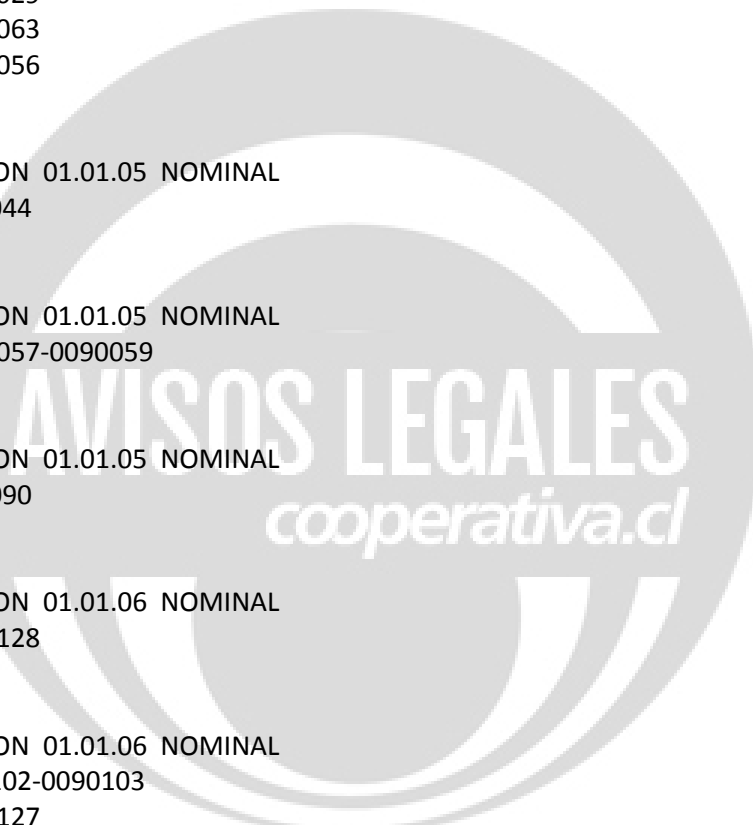 063
056
ON 01.01.05 NOMINAL
044
ON 01.01.05 NOMINAL
057-0090059
AVISOS LEGALES
ON 01.01.05 NOMINAL
090
cooperativa.cl
ON 01.01.06 NOMINAL
128
ON 01.01.06 NOMINAL
102-0090103
127